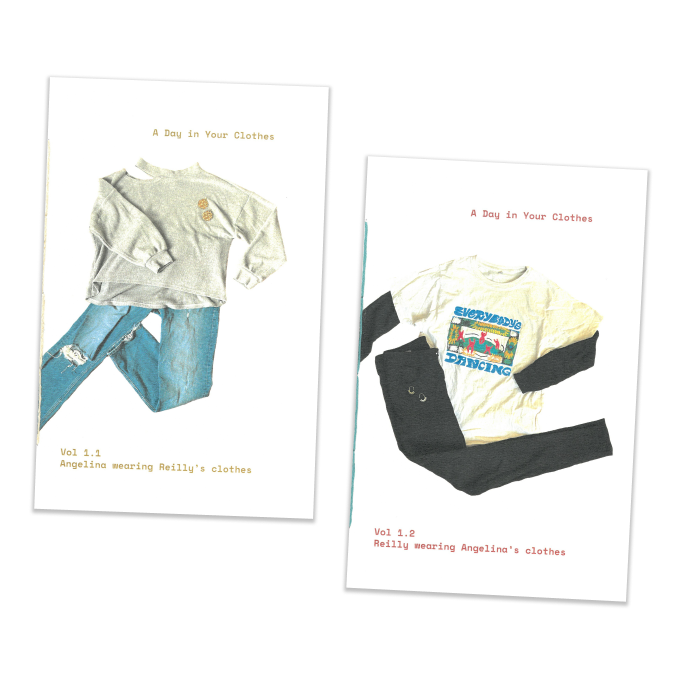 A Day in Your Clothes
Vol 1.1
Angelina wearing Reilly's clothes
A Day in Your Clothes
EVERYBODYS
DANCING
Vol 1.2
Reilly wearing Angelina's clothes